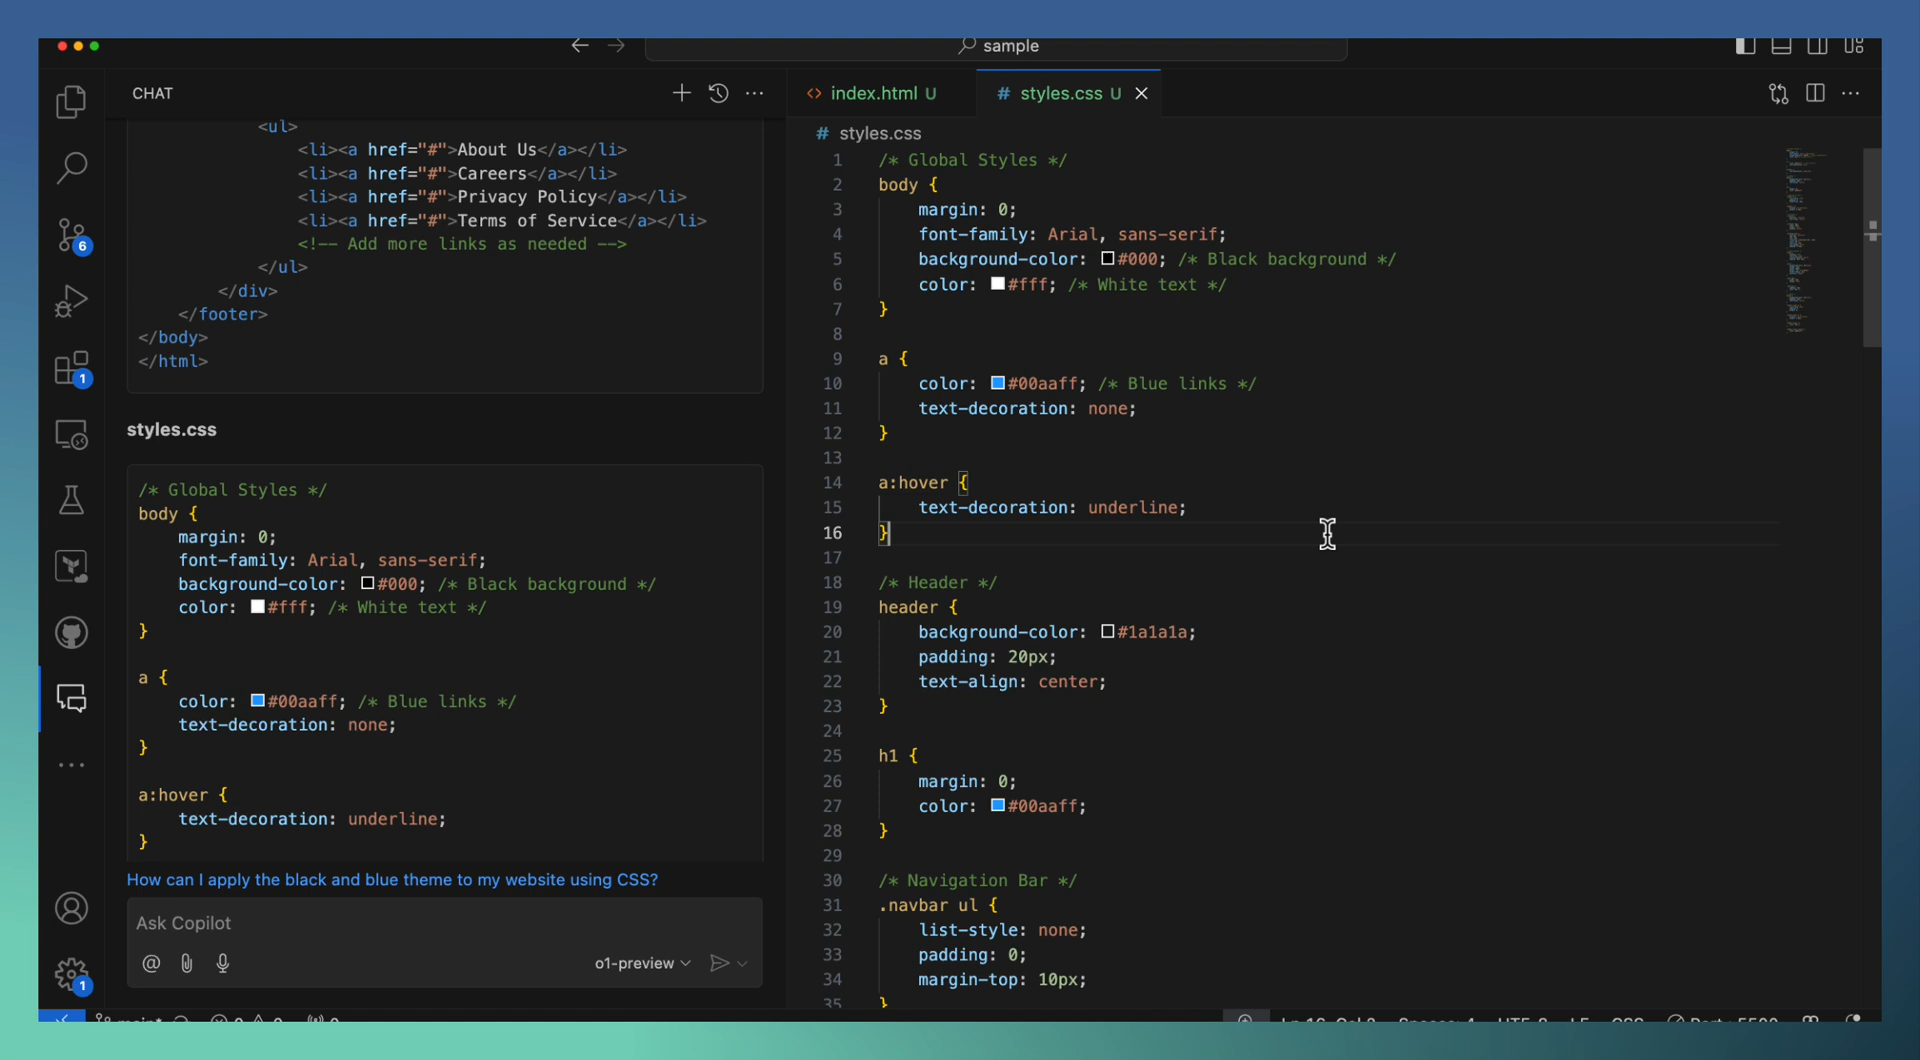 sample
CHAT
<ul>
<li><a href="#">About Us</a></li>
<li><a href="#">Careers</a></li>
<li><a href="#">Privacy Policy</a></li>
<li><a href="#">Terms of Service</a></li>
<!-- Add more links as needed -->
</ul>
</div>
</footer>
</body>
</html>
styles.css
/* Global Styles */
body {
margin: 0;
font-family: Arial, sans-serif;
background-color: #000; /* Black background */
color: #fff; /* White text */
}
a {
color: #00aaff; /* Blue links */
text-decoration: none;
}
a:hover {
text-decoration: underline;
}
How can I apply the black and blue theme to my website using CSS?
Ask Copilot
o1-preview
6
1
1
index.html U
# styles.css U
# styles.css
1 /* Global Styles */
2 body {
3 margin: 0;
4 font-family: Arial, sans-serif;
5 background-color: #000; /* Black background */
6 color: #fff; /* White text */
7 }
8
9 a {
10 color: #00aaff; /* Blue links */
11 text-decoration: none;
12 }
13
14 a:hover {
15 text-decoration: underline;
16 }
17
18 /* Header */
19 header {
20 background-color: #1a1a1a;
21 padding: 20px;
22 text-align: center;
23 }
24
25 h1 {
26 margin: 0;
27 color: #00aaff;
28 }
29
30 /* Navigation Bar */
31 .navbar ul {
32 list-style: none;
33 padding: 0;
34 margin-top: 10px;
35 }